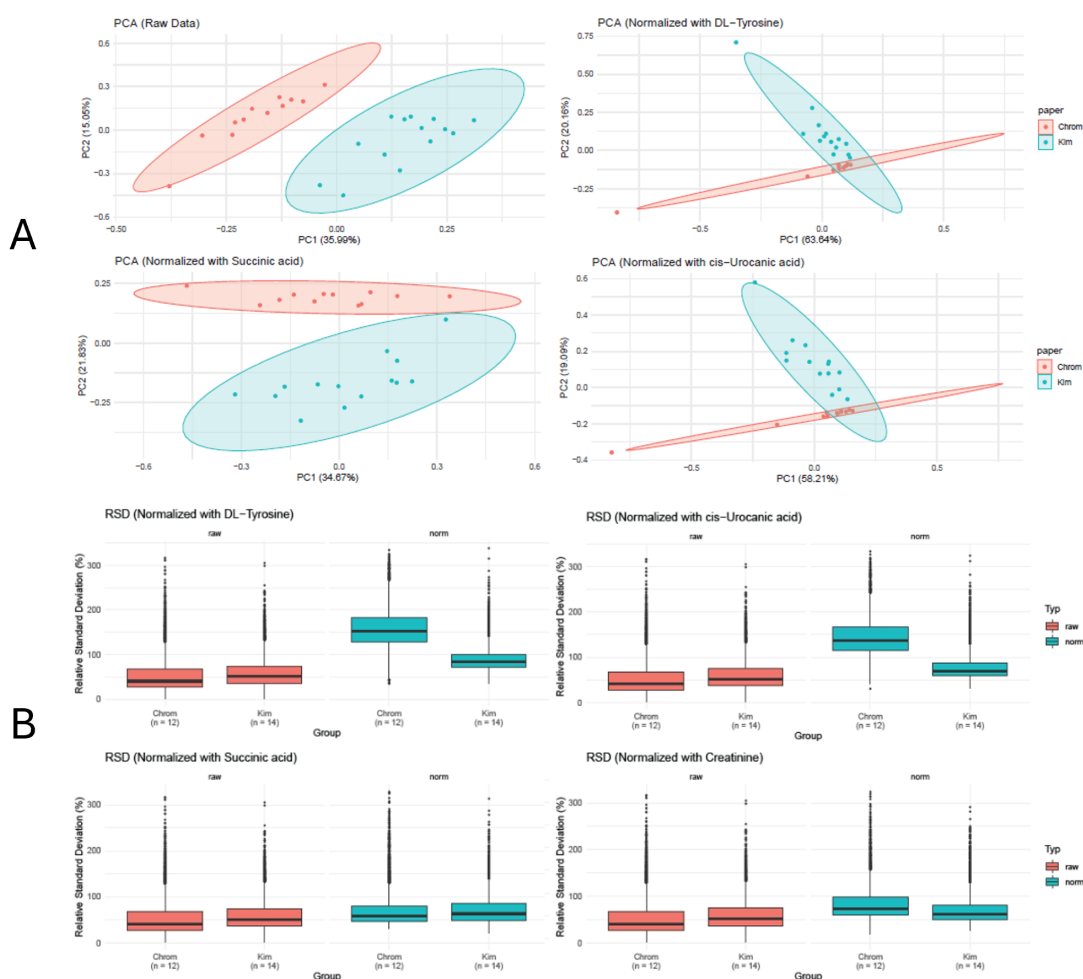 A
PCA (Raw Data)
PC2 (15.05%)
0.6
0.3
0.0
−0.3
−0.6
−0.50
−0.25
0.00
0.25
PC1 (35.99%)
PCA (Normalized with DL−Tyrosine)
PC2 (20.16%)
0.75
0.50
0.25
0.00
−0.25
−0.5
0.0
0.5
PC1 (63.64%)
paper
Chrom
Kim
PCA (Normalized with Succinic acid)
PC2 (21.83%)
0.25
0.00
−0.25
−0.6
−0.3
0.0
0.3
0.6
PC1 (34.67%)
PCA (Normalized with cis−Urocanic acid)
PC2 (19.09%)
0.6
0.4
0.2
0.0
−0.2
−0.4
−0.5
0.0
0.5
PC1 (58.21%)
paper
Chrom
Kim
B
RSD (Normalized with DL−Tyrosine)
raw
norm
Relative Standard Deviation (%)
300
200
100
0
Chrom
(n = 12)
Kim
(n = 14)
Chrom
(n = 12)
Kim
(n = 14)
Group
RSD (Normalized with cis−Urocanic acid)
raw
norm
Relative Standard Deviation (%)
300
200
100
0
Chrom
(n = 12)
Kim
(n = 14)
Chrom
(n = 12)
Kim
(n = 14)
Group
Typ
raw
norm
RSD (Normalized with Succinic acid)
raw
norm
Relative Standard Deviation (%)
300
200
100
0
Chrom
(n = 12)
Kim
(n = 14)
Chrom
(n = 12)
Kim
(n = 14)
Group
RSD (Normalized with Creatinine)
raw
norm
Relative Standard Deviation (%)
300
200
100
0
Chrom
(n = 12)
Kim
(n = 14)
Chrom
(n = 12)
Kim
(n = 14)
Group
Typ
raw
norm